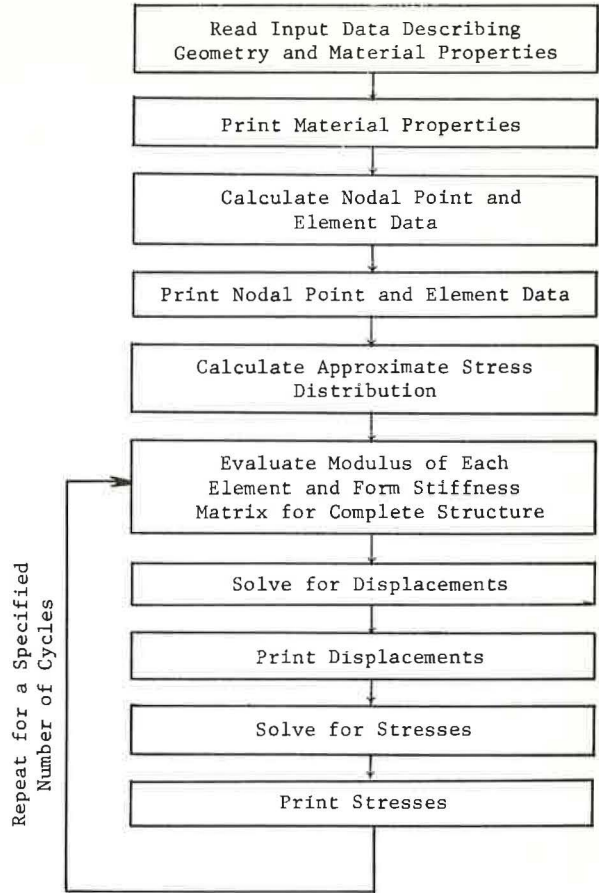 Read Input Data Describing
Geometry and Material Properties
Print Material Properties
Calculate Nodal Point and
Element Data
Print Nodal Point and Element Data
Calculate Approximate Stress
Distribution
Evaluate Modulus of Each
Element and Form Stiffness
Matrix for Complete Structure
Solve for Displacements
Print Displacements
Solve for Stresses
Print Stresses
Repeat for a Specified
Number of Cycles